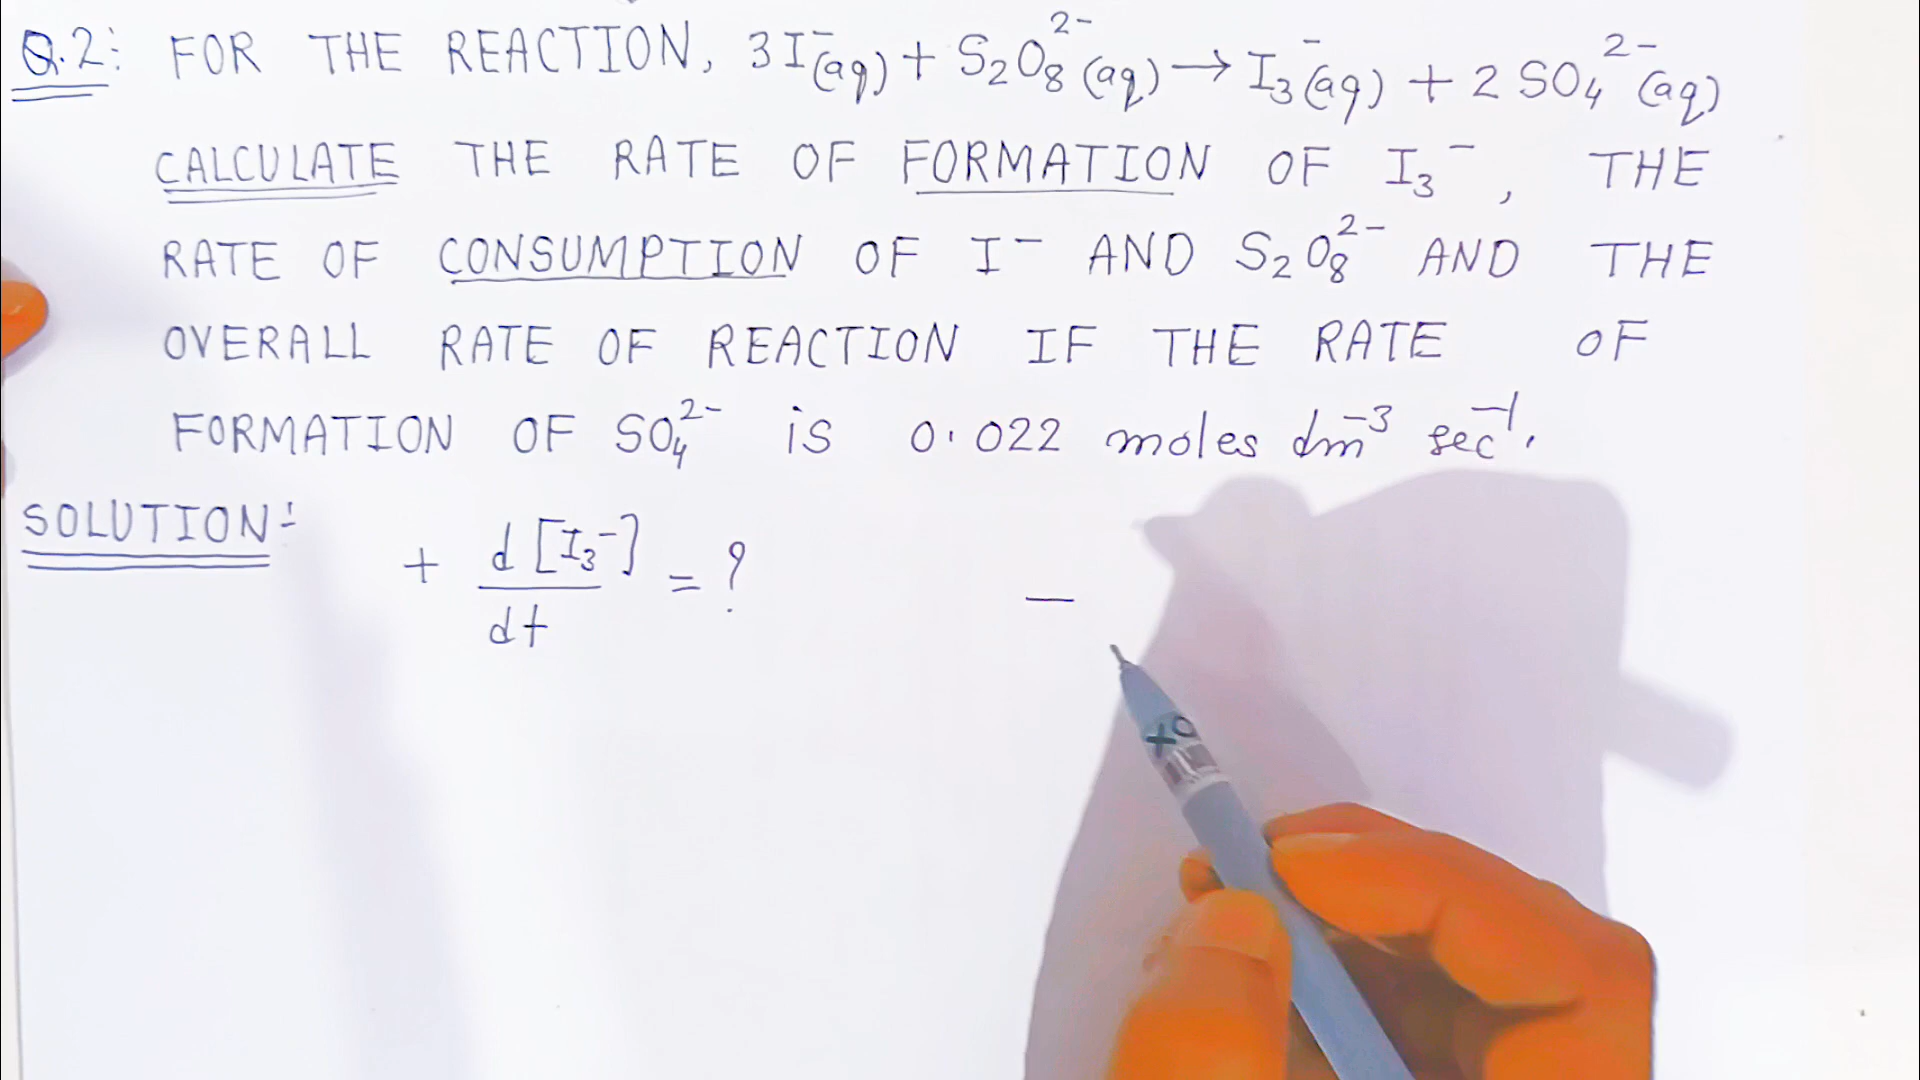 Q.2: FOR THE REACTION, 3I⁻(aq) + S₂O₈²⁻(aq) → I₃⁻(aq) + 2SO₄²⁻(aq)
CALCULATE THE RATE OF FORMATION OF I₃⁻, THE
RATE OF CONSUMPTION OF I⁻ AND S₂O₈²⁻ AND THE
OVERALL RATE OF REACTION IF THE RATE OF
FORMATION OF SO₄²⁻ is 0.022 moles dm⁻³ sec⁻¹.
SOLUTION:
+ d[I₃⁻]/dt = ? —
XO